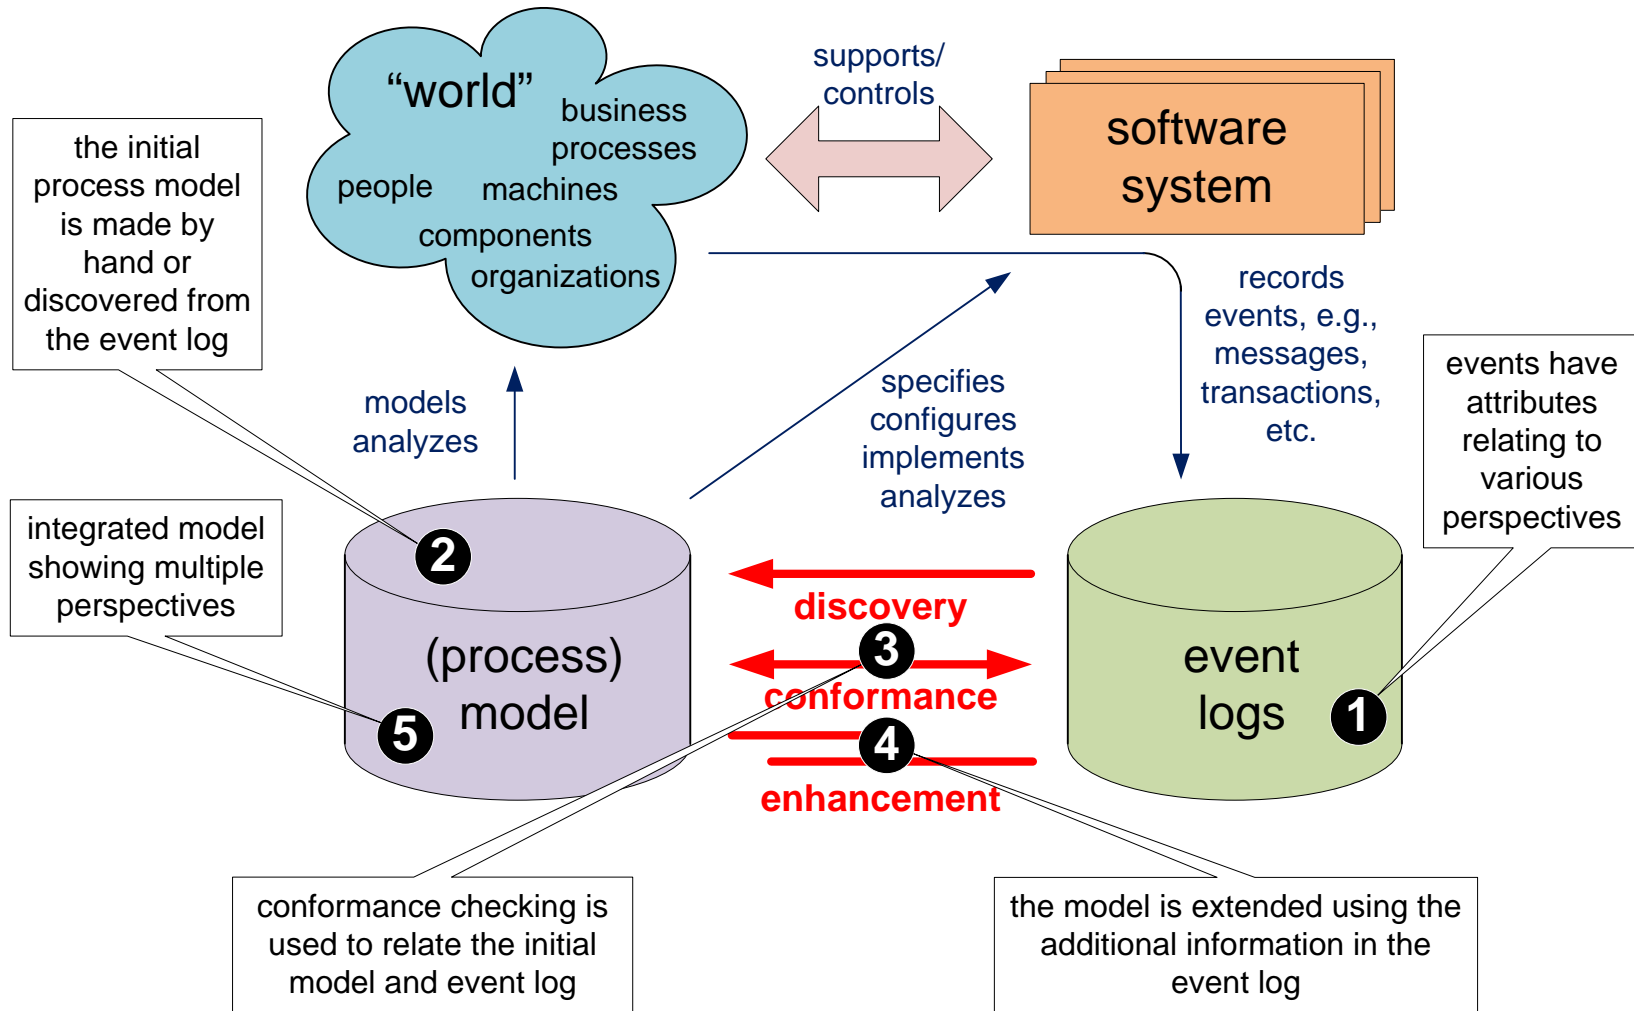 “world”
business
processes
people
machines
components
organizations
supports/
controls
software
system
the initial
process model
is made by
hand or
discovered from
the event log
records
events, e.g.,
messages,
transactions,
etc.
events have
attributes
relating to
various
perspectives
models
analyzes
specifies
configures
implements
analyzes
integrated model
showing multiple
perspectives
2
(process)
model
5
discovery
3
conformance
4
enhancement
event
logs
1
conformance checking is
used to relate the initial
model and event log
the model is extended using the
additional information in the
event log